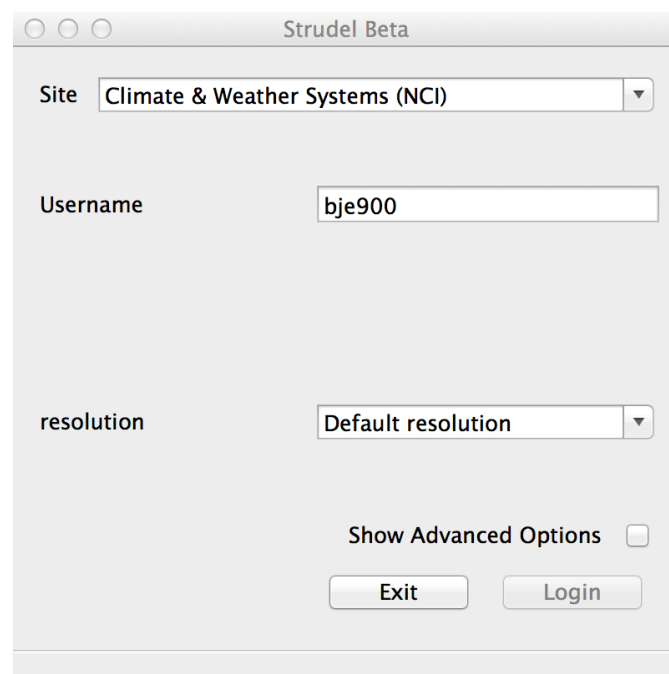 Strudel Beta
Site Climate & Weather Systems (NCI)
Username bje900
resolution Default resolution
Show Advanced Options
Exit Login